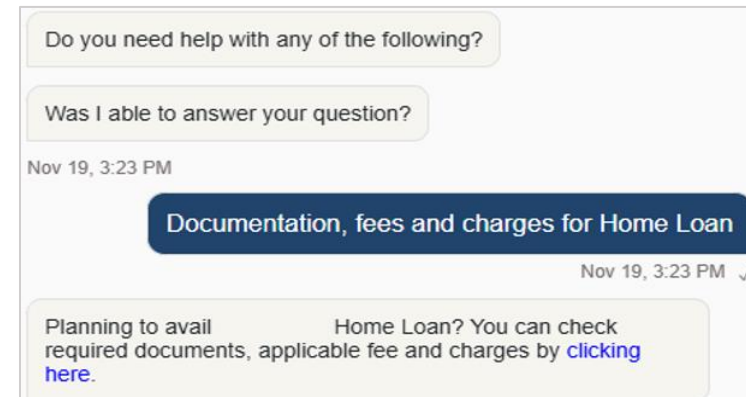 Do you need help with any of the following?
Was I able to answer your question?
Nov 19, 3:23 PM
Documentation, fees and charges for Home Loan
Nov 19, 3:23 PM
Planning to avail Home Loan? You can check
required documents, applicable fee and charges by clicking
here.